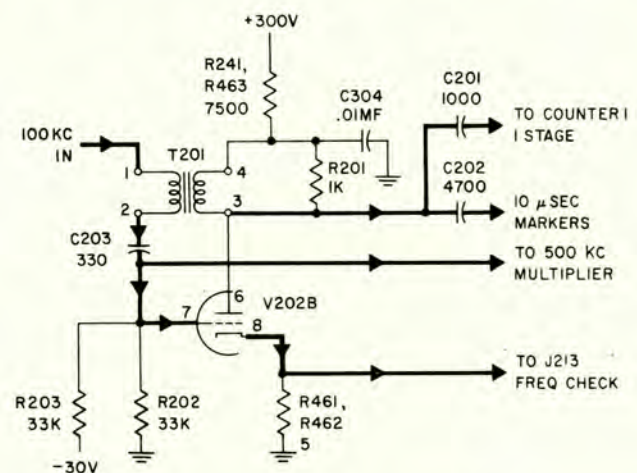 +300V
R241,
R463
7500
C304
.01MF
C201
1000
TO COUNTER I
I STAGE
100KC
IN
T201
1
4
R201
1K
C202
4700
10 μSEC
MARKERS
2
3
C203
330
TO 500 KC
MULTIPLIER
6
V202B
7
8
TO J213
FREQ CHECK
R203
33K
R202
33K
R461,
R462
5
-30V